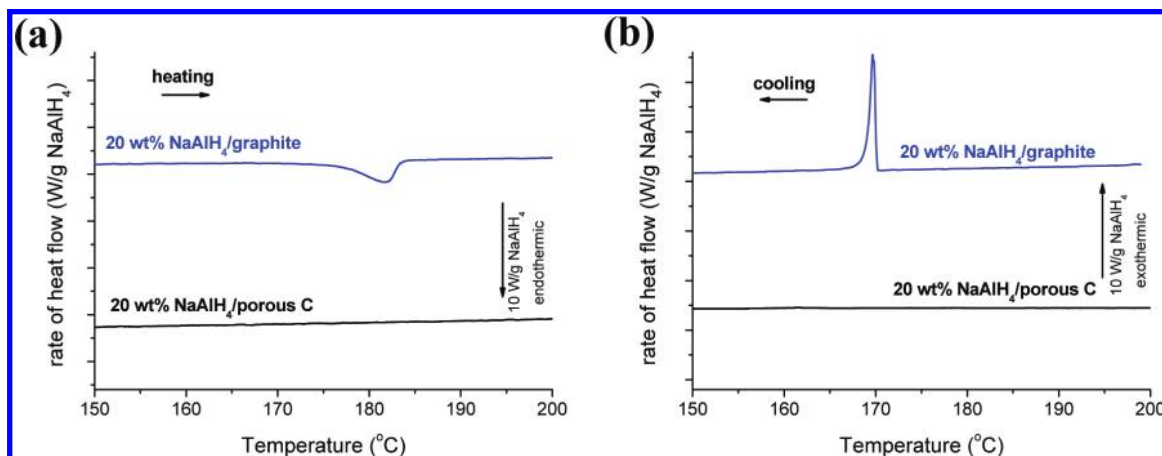 (a)
heating
20 wt% NaAlH₄/graphite
10 W/g NaAlH₄
endothermic
20 wt% NaAlH₄/porous C
rate of heat flow (W/g NaAlH₄)
150 160 170 180 190 200
Temperature (°C)
(b)
cooling
20 wt% NaAlH₄/graphite
10 W/g NaAlH₄
exothermic
20 wt% NaAlH₄/porous C
rate of heat flow (W/g NaAlH₄)
150 160 170 180 190 200
Temperature (°C)